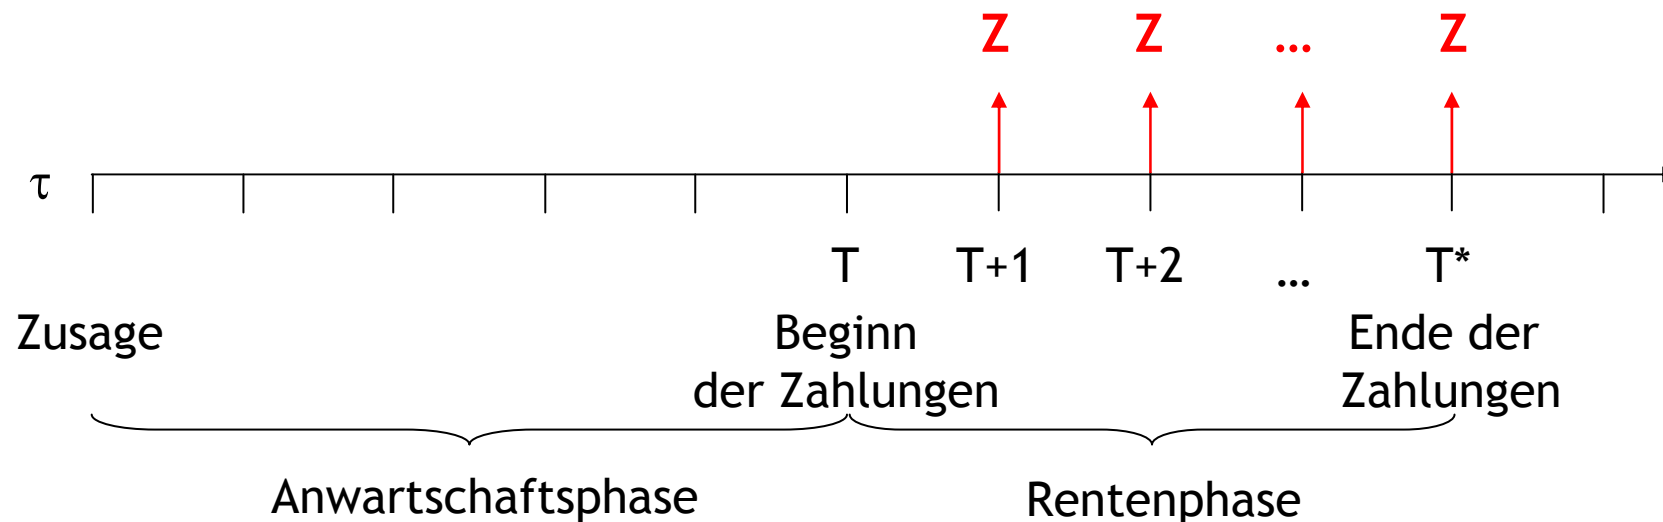 Z Z … Z
τ
T T+1 T+2 … T*
Zusage Beginn Ende der
der Zahlungen Zahlungen
Anwartschaftsphase Rentenphase